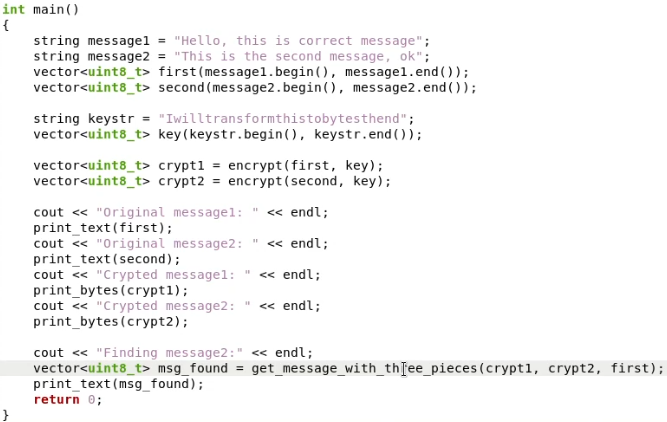 int main()
{
    string message1 = "Hello, this is correct message";
    string message2 = "This is the second message, ok";
    vector<uint8_t> first(message1.begin(), message1.end());
    vector<uint8_t> second(message2.begin(), message2.end());

    string keystr = "Iwilltransformthistobytesthend";
    vector<uint8_t> key(keystr.begin(), keystr.end());

    vector<uint8_t> crypt1 = encrypt(first, key);
    vector<uint8_t> crypt2 = encrypt(second, key);

    cout << "Original message1: " << endl;
    print_text(first);
    cout << "Original message2: " << endl;
    print_text(second);
    cout << "Crypted message1: " << endl;
    print_bytes(crypt1);
    cout << "Crypted message2: " << endl;
    print_bytes(crypt2);

    cout << "Finding message2:" << endl;
    vector<uint8_t> msg_found = get_message_with_three_pieces(crypt1, crypt2, first);
    print_text(msg_found);
    return 0;
}